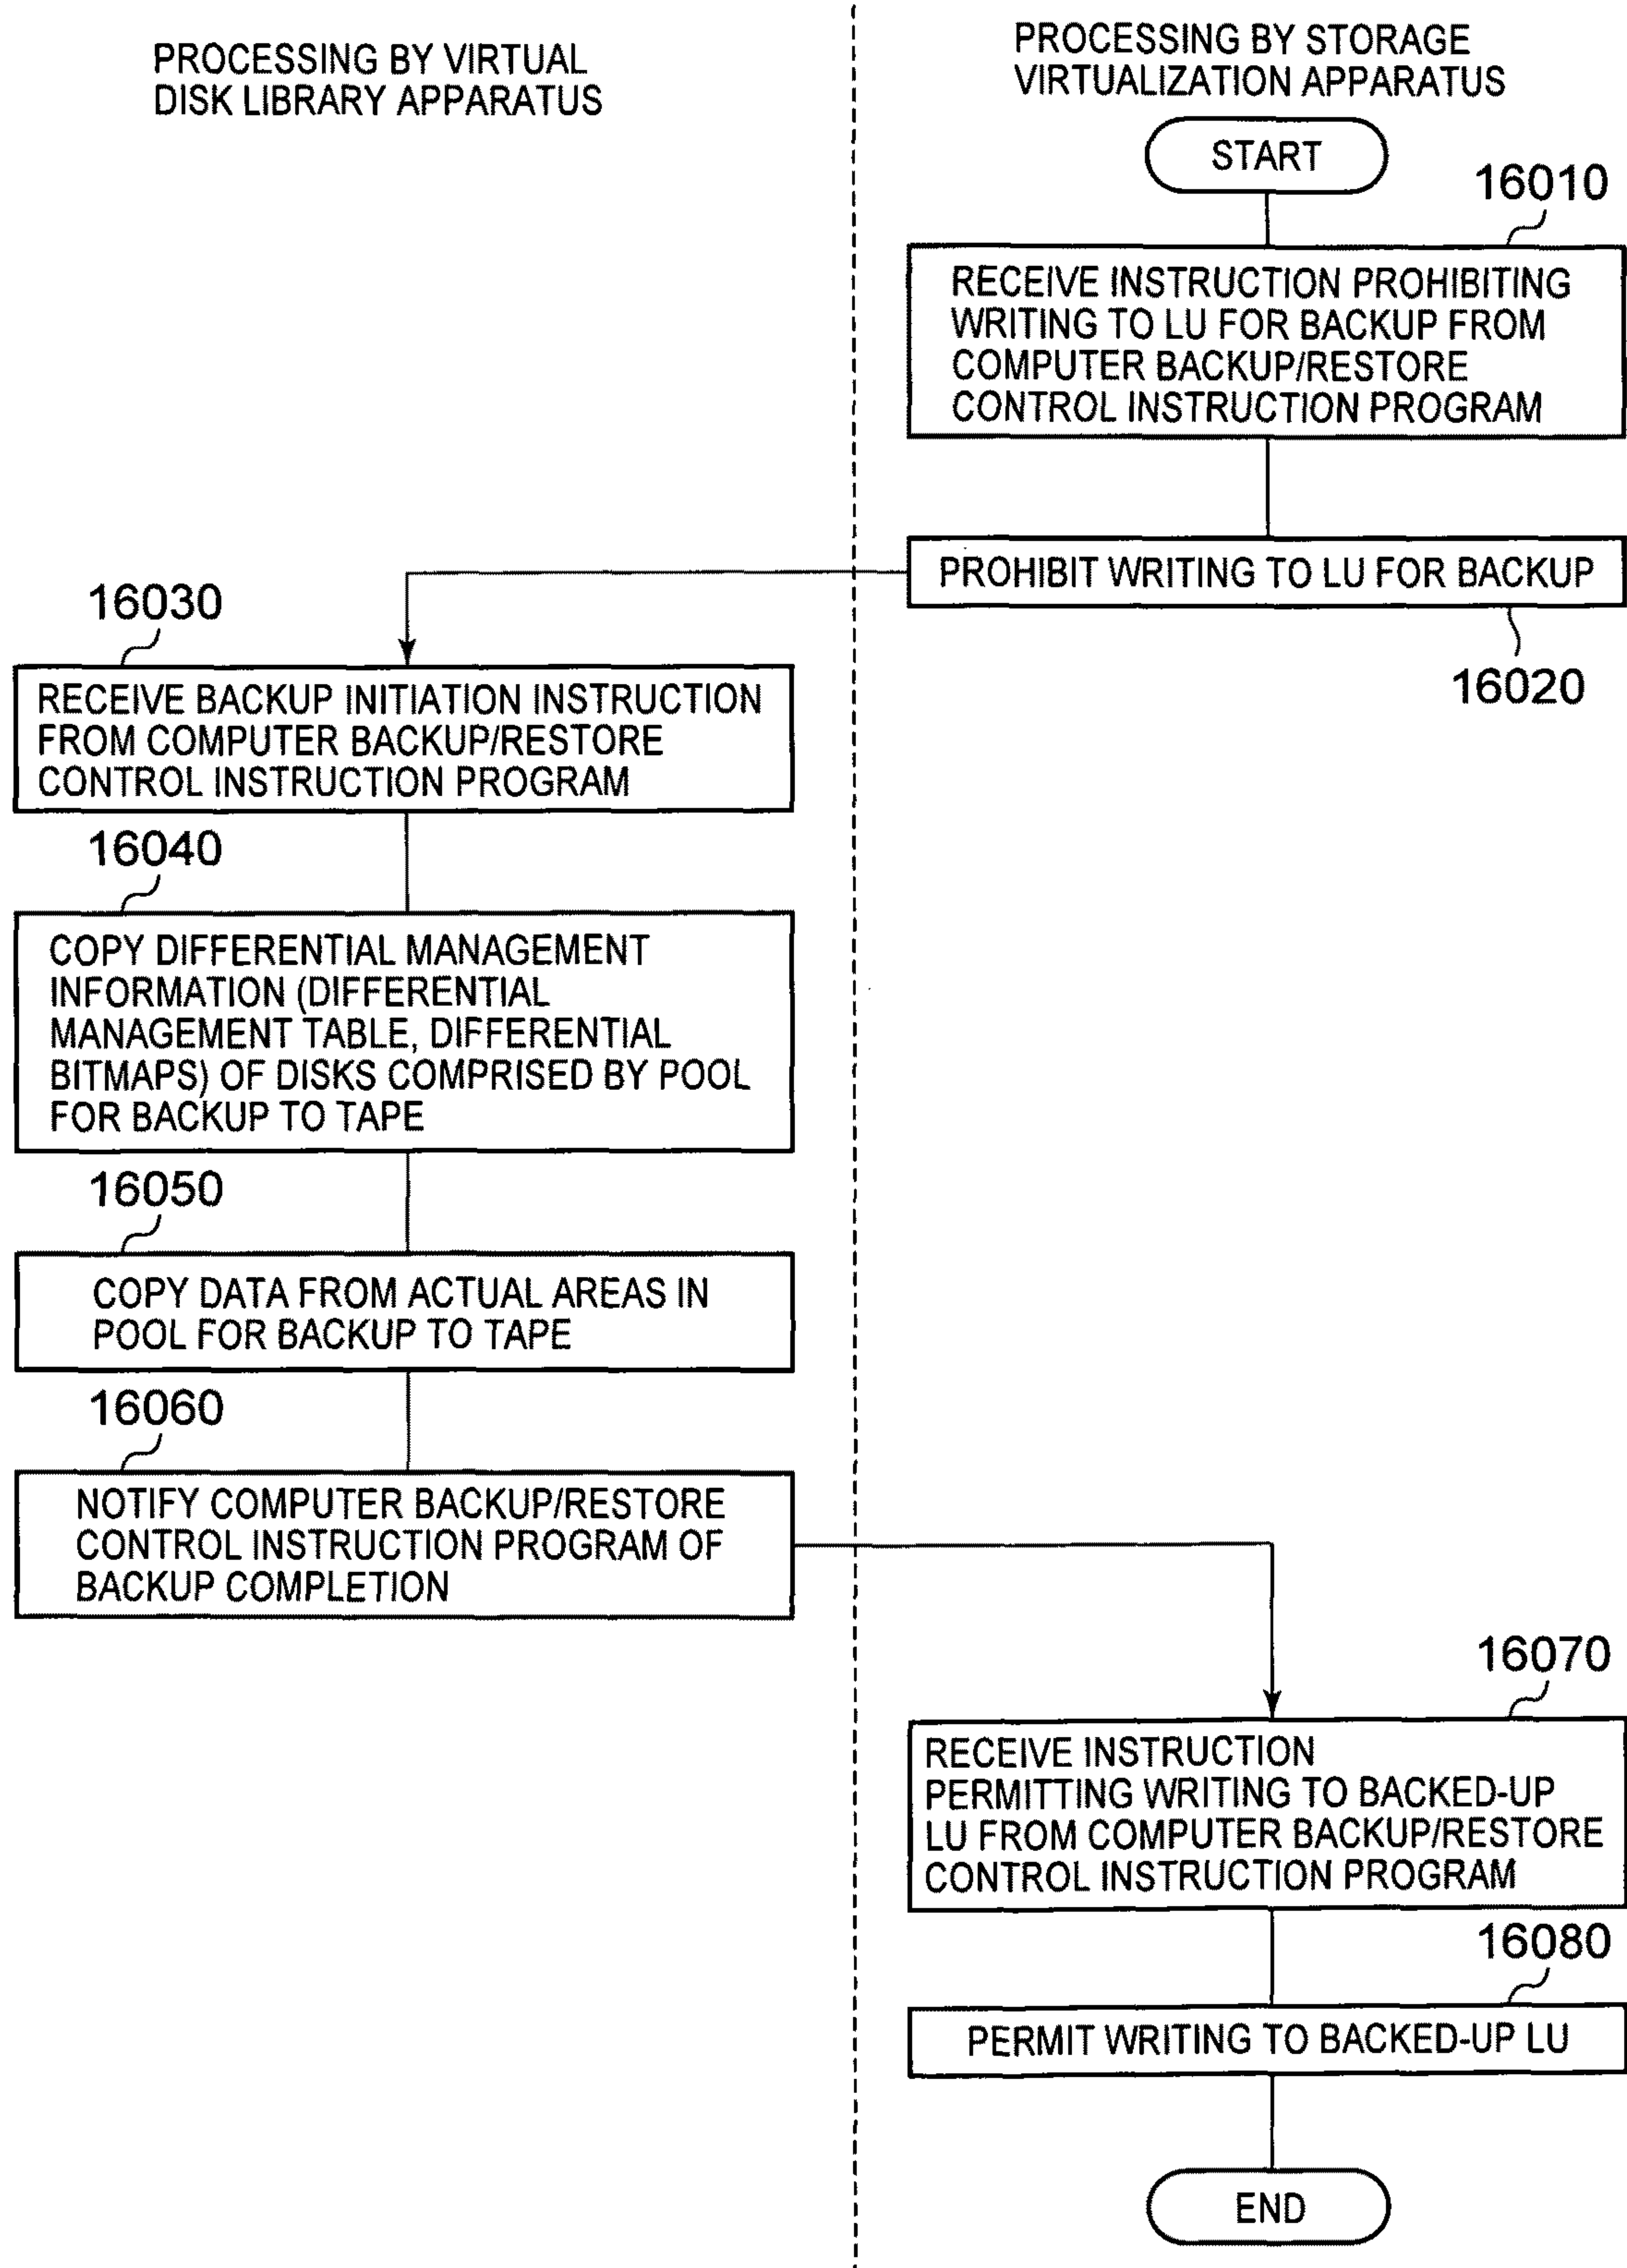 PROCESSING BY VIRTUAL
DISK LIBRARY APPARATUS
PROCESSING BY STORAGE
VIRTUALIZATION APPARATUS
START
16010
RECEIVE INSTRUCTION PROHIBITING
WRITING TO LU FOR BACKUP FROM
COMPUTER BACKUP/RESTORE
CONTROL INSTRUCTION PROGRAM
PROHIBIT WRITING TO LU FOR BACKUP
16020
16030
RECEIVE BACKUP INITIATION INSTRUCTION
FROM COMPUTER BACKUP/RESTORE
CONTROL INSTRUCTION PROGRAM
16040
COPY DIFFERENTIAL MANAGEMENT
INFORMATION (DIFFERENTIAL
MANAGEMENT TABLE, DIFFERENTIAL
BITMAPS) OF DISKS COMPRISED BY POOL
FOR BACKUP TO TAPE
16050
COPY DATA FROM ACTUAL AREAS IN
POOL FOR BACKUP TO TAPE
16060
NOTIFY COMPUTER BACKUP/RESTORE
CONTROL INSTRUCTION PROGRAM OF
BACKUP COMPLETION
16070
RECEIVE INSTRUCTION
PERMITTING WRITING TO BACKED-UP
LU FROM COMPUTER BACKUP/RESTORE
CONTROL INSTRUCTION PROGRAM
16080
PERMIT WRITING TO BACKED-UP LU
END